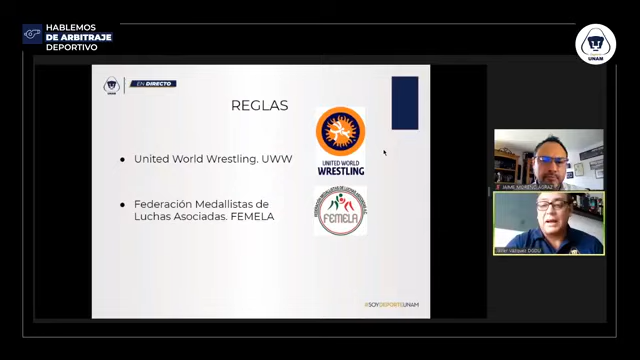 HABLEMOS
DE ARBITRAJE
DEPORTIVO
UNAM
UNAM
EN DIRECTO
REGLAS
United World Wrestling. UWW
UNITED WORLD
WRESTLING
Federación Medallistas de
Luchas Asociadas. FEMELA
FEMELA
#SOYDEPORTEUNAM